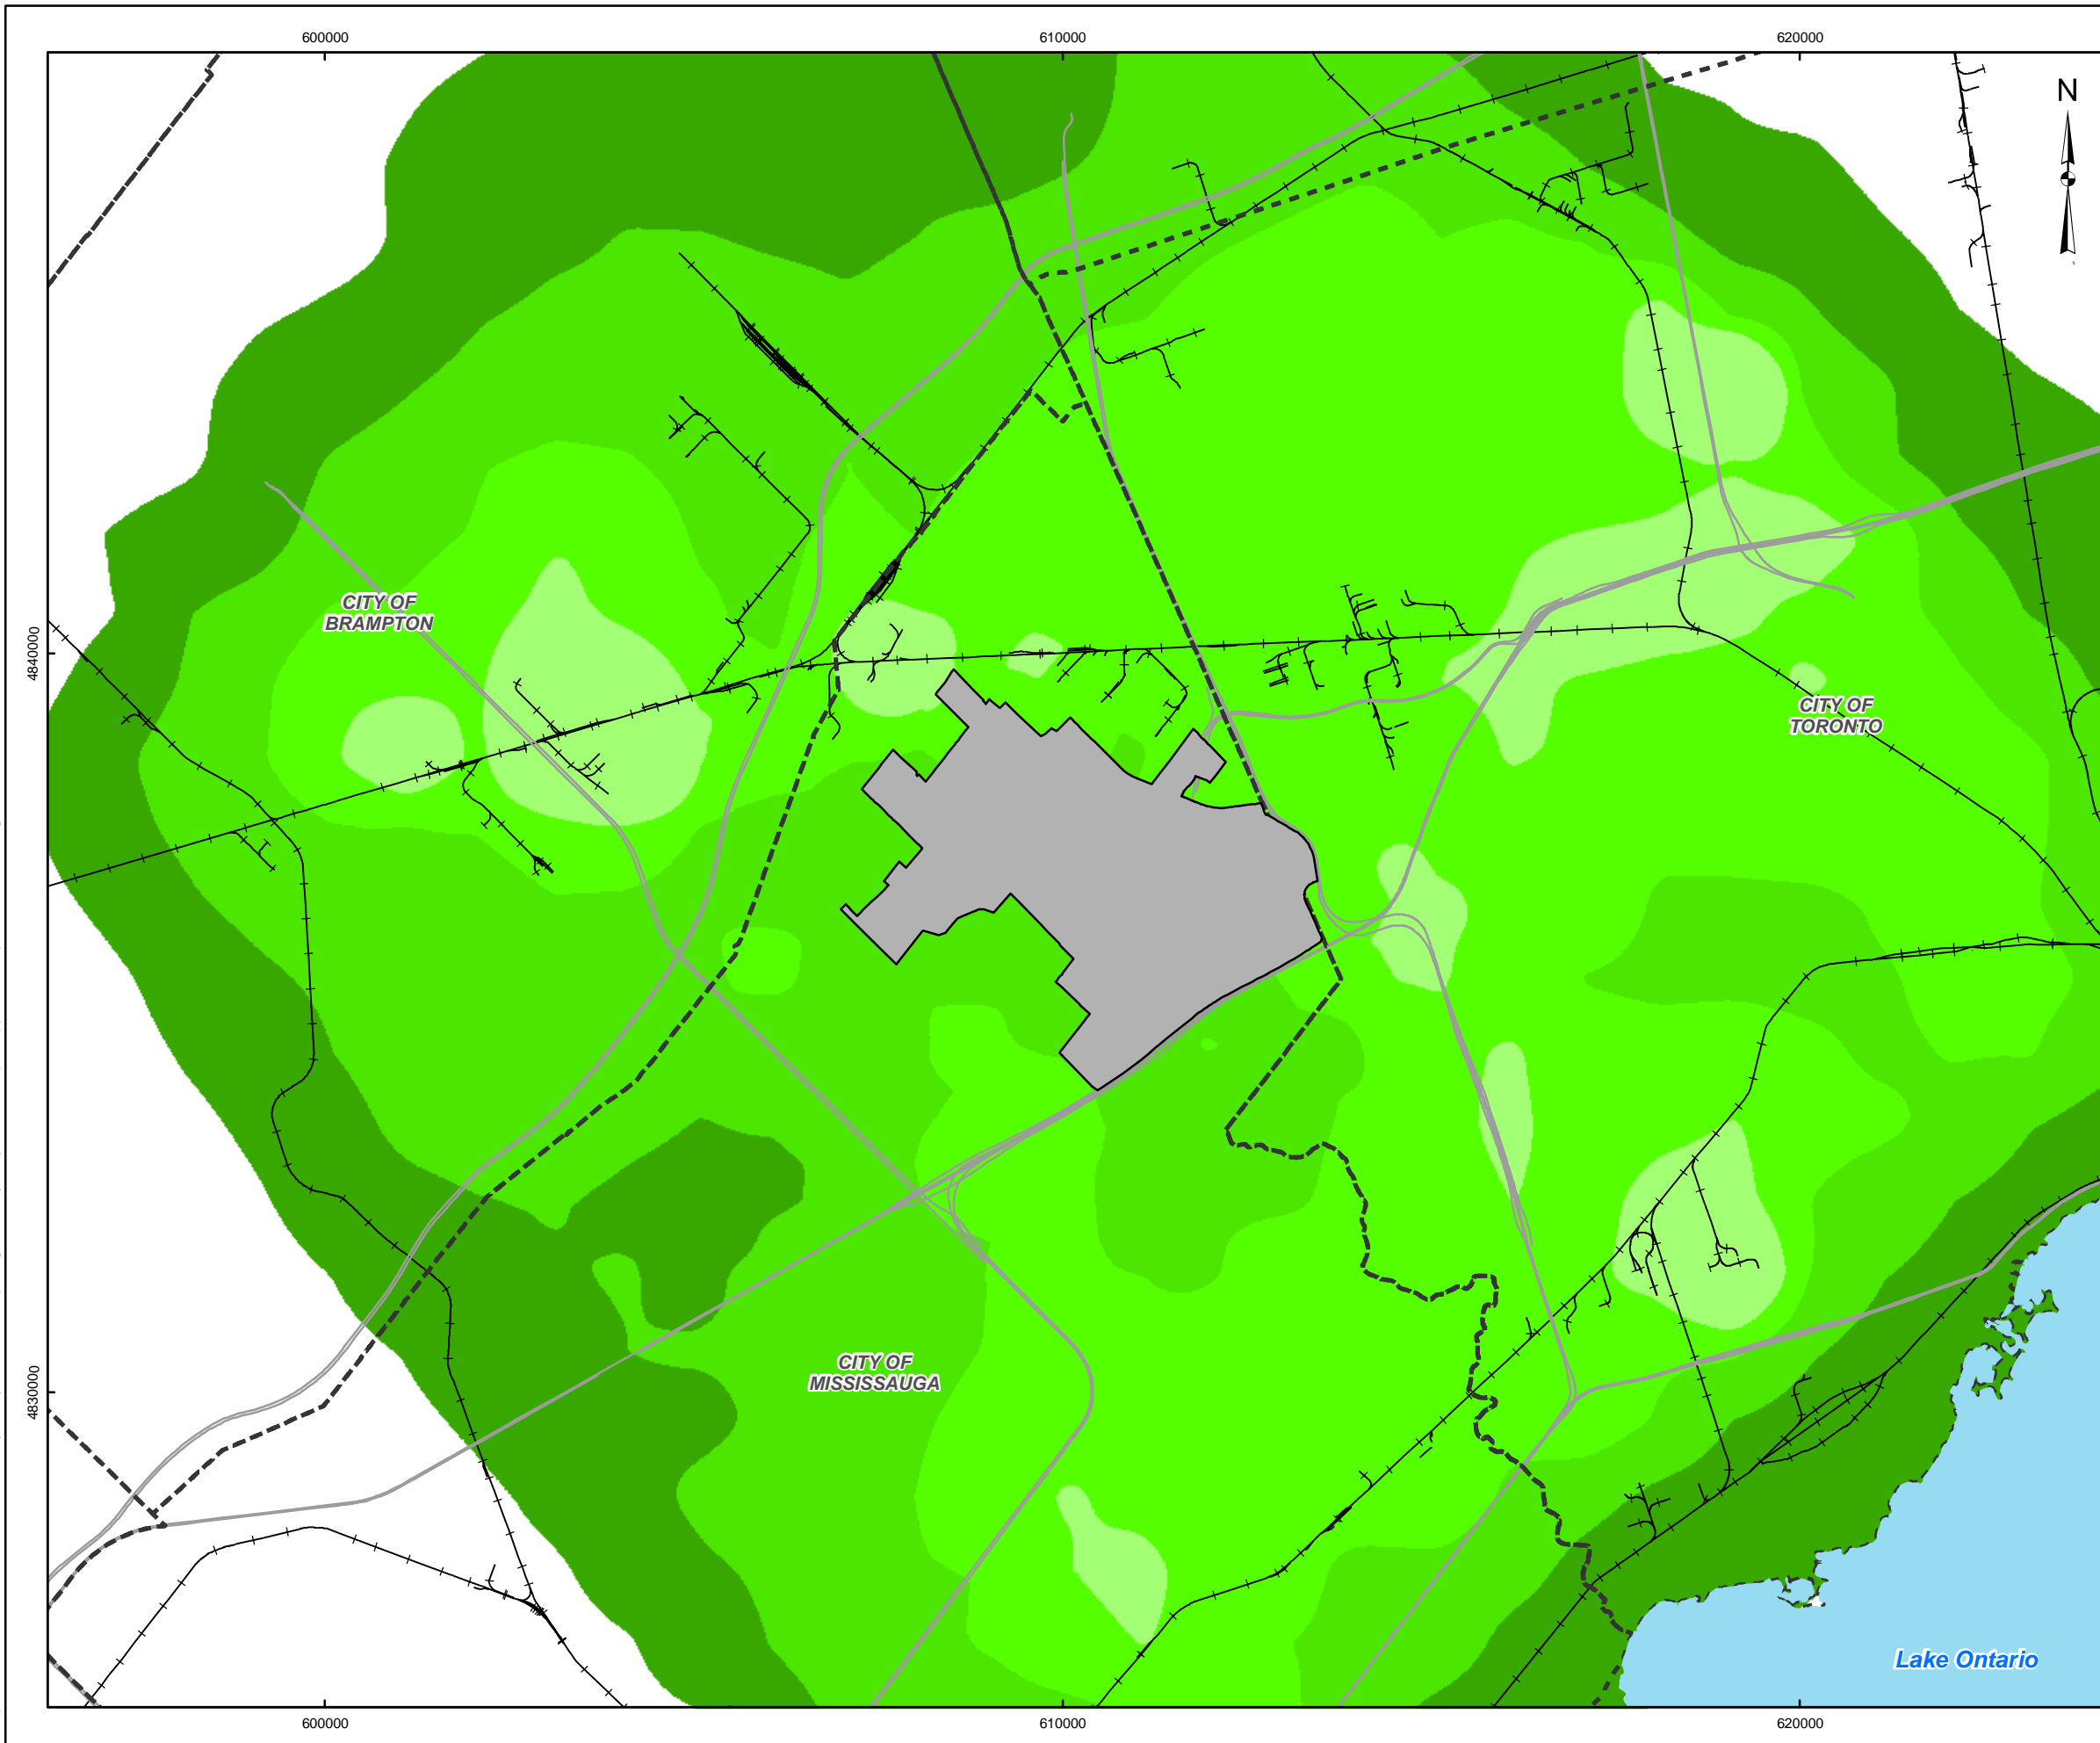 600000
610000
620000
N
CITY OF
BRAMPTON
4840000
CITY OF
TORONTO
CITY OF
MISSISSAUGA
4830000
Lake Ontario
600000
610000
620000